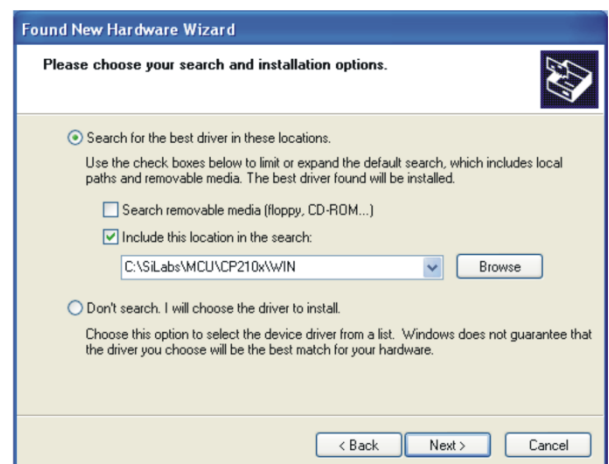 Found New Hardware Wizard
Please choose your search and installation options.
Search for the best driver in these locations.
Use the check boxes below to limit or expand the default search, which includes local
paths and removable media. The best driver found will be installed.
Search removable media (floppy, CD-ROM...)
Include this location in the search:
C:\SiLabs\MCU\CP210x\WIN
Browse
Don't search. I will choose the driver to install.
Choose this option to select the device driver from a list. Windows does not guarantee that
the driver you choose will be the best match for your hardware.
< Back Next > Cancel